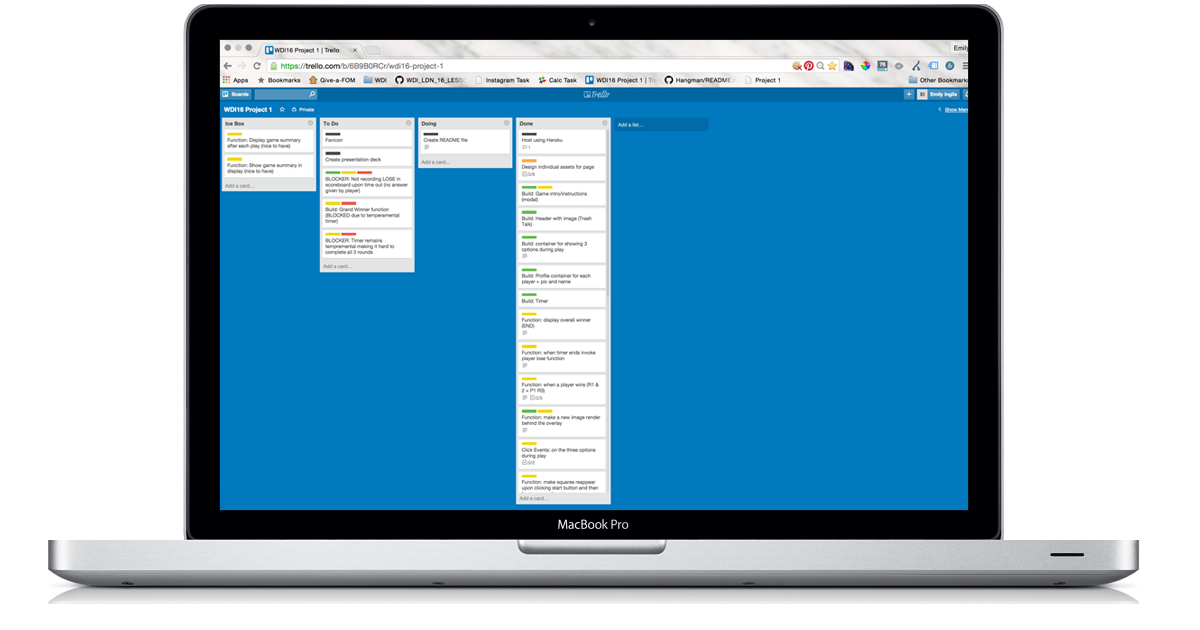 WDI16 Project 1 | Trello
Emily
https://trello.com/b/6B9B0RCr/wdi16-project-1
Apps Bookmarks Give-a-FOM WDI WDI_LDN_16_LESSO Instagram Task Calc Task WDI16 Project 1 | Tre Hangman/README Project 1 Other Bookmark
Boards Trello Emily Inglis
WDI16 Project 1 Private Show Men
Ice Box
Function: Display game summary
after each play (nice to have)
Function: Show game summary in
display (nice to have)
Add a card...
To Do
Favicon
Create presentation deck
BLOCKER: Not recording LOSE in
scoreboard upon time out (no answer
given by player)
Build: Grand Winner function
(BLOCKED due to temperamental
timer)
BLOCKER: Timer remains
tempremental making it hard to
complete all 3 rounds
Add a card...
Doing
Create README file
Add a card...
Done
Host using Heroku
1
Design individual assets for page
Build: Game intro/instructions
(modal)
Build: Header with image (Trash
Talk)
Build: container for showing 3
options during play
Build: Profile container for each
player + pic and name
Build: Timer
Function: display overall winner
(END)
Function: when timer ends invoke
player lose function
Function: when a player wins (R1 &
2 + P1 R3)
Function: make a new image render
behind the overlay
Click Events: on the three options
during play
0/2
Function: make squares reappear
upon clicking start button and then
Add a card...
Add a list...
MacBook Pro